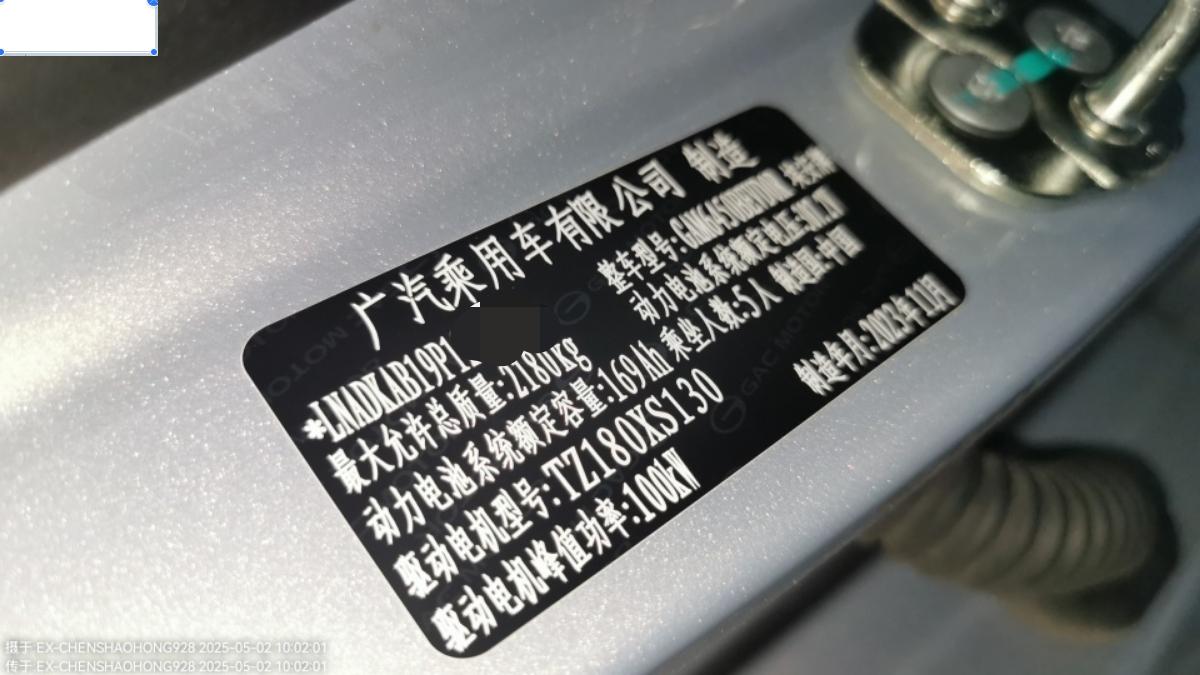 广汽乘用车有限公司 制造
*LNADKAB19P1
整车型号:
最大允许总质量:2180kg
动力电池系统额定电压:
动力电池系统额定容量:169Ah
乘坐人数:5人 制造国:中国
驱动电机型号:TZ180XS130
制造年月:2023年11月
驱动电机峰值功率:100kW
摄于 EX-CHENSHAOHONG928 2025-05-02 10:02:01
传于 EX-CHENSHAOHONG928 2025-05-02 10:02:01